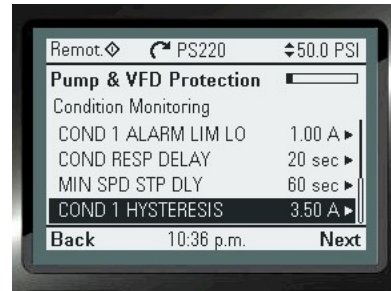 Remot. PS220 50.0 PSI
Pump & VFD Protection
Condition Monitoring
COND 1 ALARM LIM LO 1.00 A
COND RESP DELAY 20 sec
MIN SPD STP DLY 60 sec
COND 1 HYSTERESIS 3.50 A
Back 10:36 p.m. Next